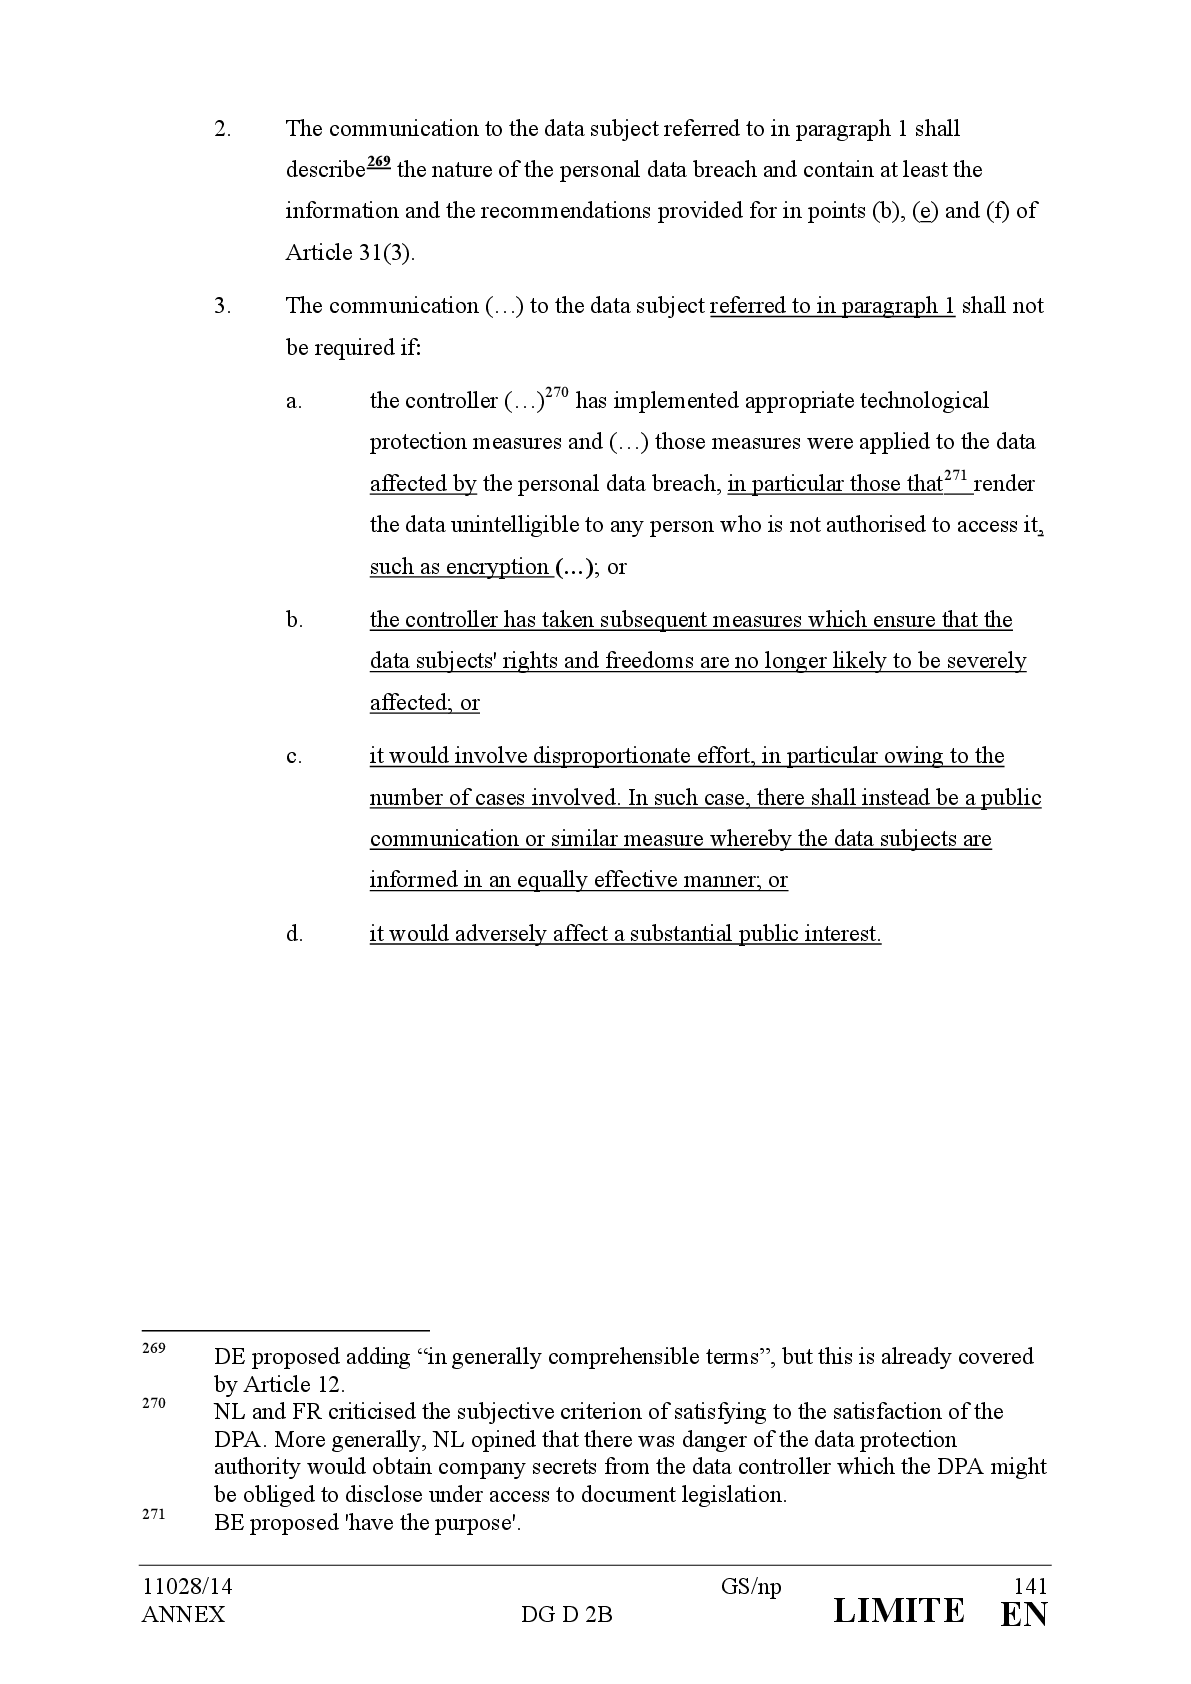 2. The communication to the data subject referred to in paragraph 1 shall
describe269 the nature of the personal data breach and contain at least the
information and the recommendations provided for in points (b), (e) and (f) of
Article 31(3).
3. The communication (…) to the data subject referred to in paragraph 1 shall not
be required if:
a. the controller (…)270 has implemented appropriate technological
protection measures and (…) those measures were applied to the data
affected by the personal data breach, in particular those that271 render
the data unintelligible to any person who is not authorised to access it,
such as encryption (…); or
b. the controller has taken subsequent measures which ensure that the
data subjects' rights and freedoms are no longer likely to be severely
affected; or
c. it would involve disproportionate effort, in particular owing to the
number of cases involved. In such case, there shall instead be a public
communication or similar measure whereby the data subjects are
informed in an equally effective manner; or
d. it would adversely affect a substantial public interest.
269 DE proposed adding “in generally comprehensible terms”, but this is already covered
by Article 12.
270 NL and FR criticised the subjective criterion of satisfying to the satisfaction of the
DPA. More generally, NL opined that there was danger of the data protection
authority would obtain company secrets from the data controller which the DPA might
be obliged to disclose under access to document legislation.
271 BE proposed 'have the purpose'.
11028/14 GS/np 141
ANNEX DG D 2B LIMITE EN